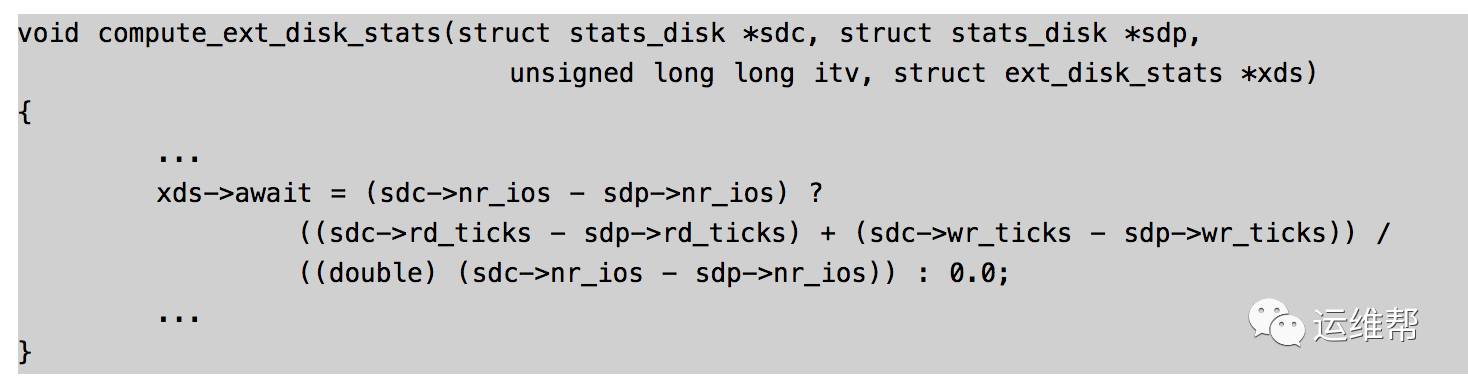 void compute_ext_disk_stats(struct stats_disk *sdc, struct stats_disk *sdp,
unsigned long long itv, struct ext_disk_stats *xds)
{
...
xds->await = (sdc->nr_ios - sdp->nr_ios) ?
((sdc->rd_ticks - sdp->rd_ticks) + (sdc->wr_ticks - sdp->wr_ticks)) /
((double) (sdc->nr_ios - sdp->nr_ios)) : 0.0;
...
}
运维帮